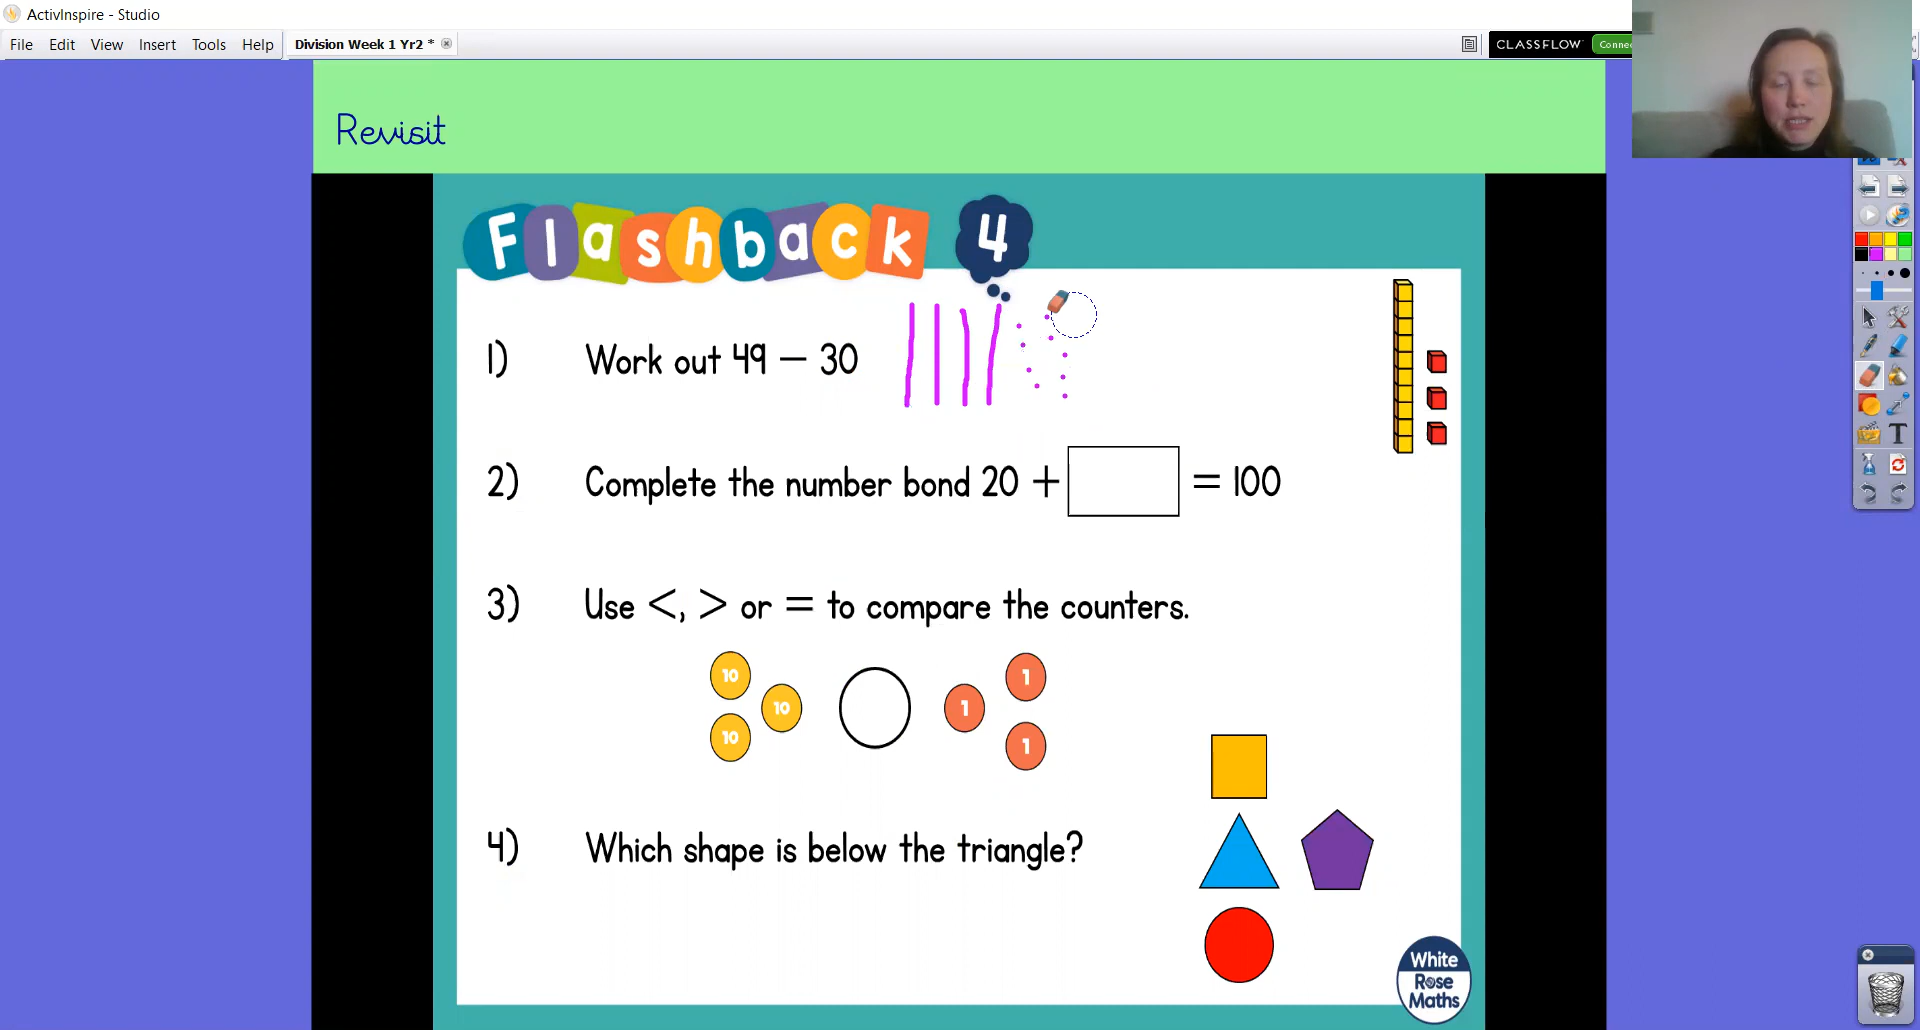 ActivInspire - Studio
File Edit View Insert Tools Help Division Week 1 Yr2 *
CLASSFLOW
Revisit
Flashback 4
1) Work out 49 – 30
2) Complete the number bond 20 + = 100
3) Use <, > or = to compare the counters.
10 1
10 1
10 1
4) Which shape is below the triangle?
White
Rose
Maths